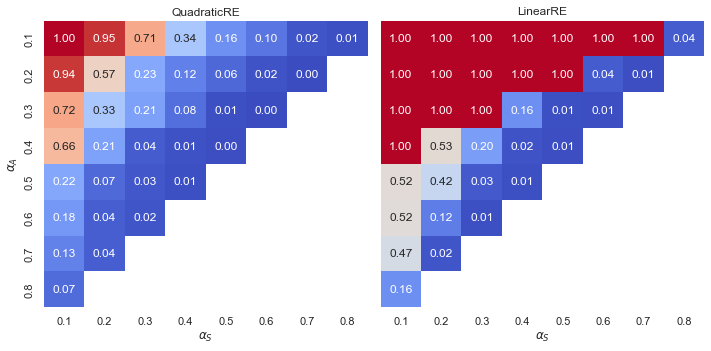 QuadraticRE LinearRE
0.1 1.00 0.95 0.71 0.34 0.16 0.10 0.02 0.01 1.00 1.00 1.00 1.00 1.00 1.00 1.00 0.04
0.2 0.94 0.57 0.23 0.12 0.06 0.02 0.00 1.00 1.00 1.00 1.00 1.00 0.04 0.01
0.3 0.72 0.33 0.21 0.08 0.01 0.00 1.00 1.00 1.00 0.16 0.01 0.01
0.4 0.66 0.21 0.04 0.01 0.00 1.00 0.53 0.20 0.02 0.01
α_A
0.5 0.22 0.07 0.03 0.01 0.52 0.42 0.03 0.01
0.6 0.18 0.04 0.02 0.52 0.12 0.01
0.7 0.13 0.04 0.47 0.02
0.8 0.07 0.16
0.1 0.2 0.3 0.4 0.5 0.6 0.7 0.8 0.1 0.2 0.3 0.4 0.5 0.6 0.7 0.8
α_S α_S